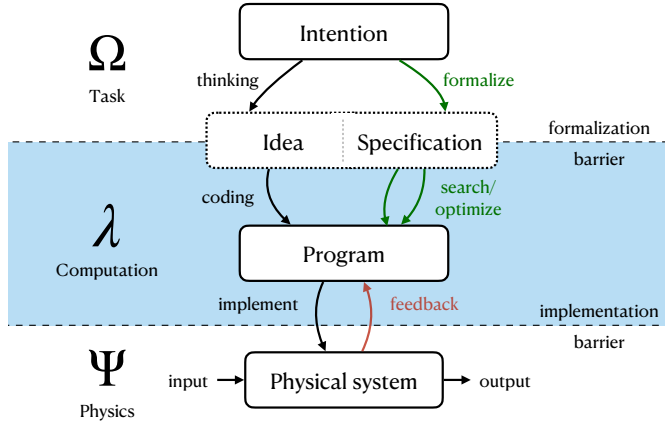 Intention
Ω
Task
thinking
formalize
Idea
Specification
formalization
barrier
coding
search/
optimize
λ
Computation
Program
implement
feedback
implementation
barrier
Ψ
Physics
input
Physical system
output